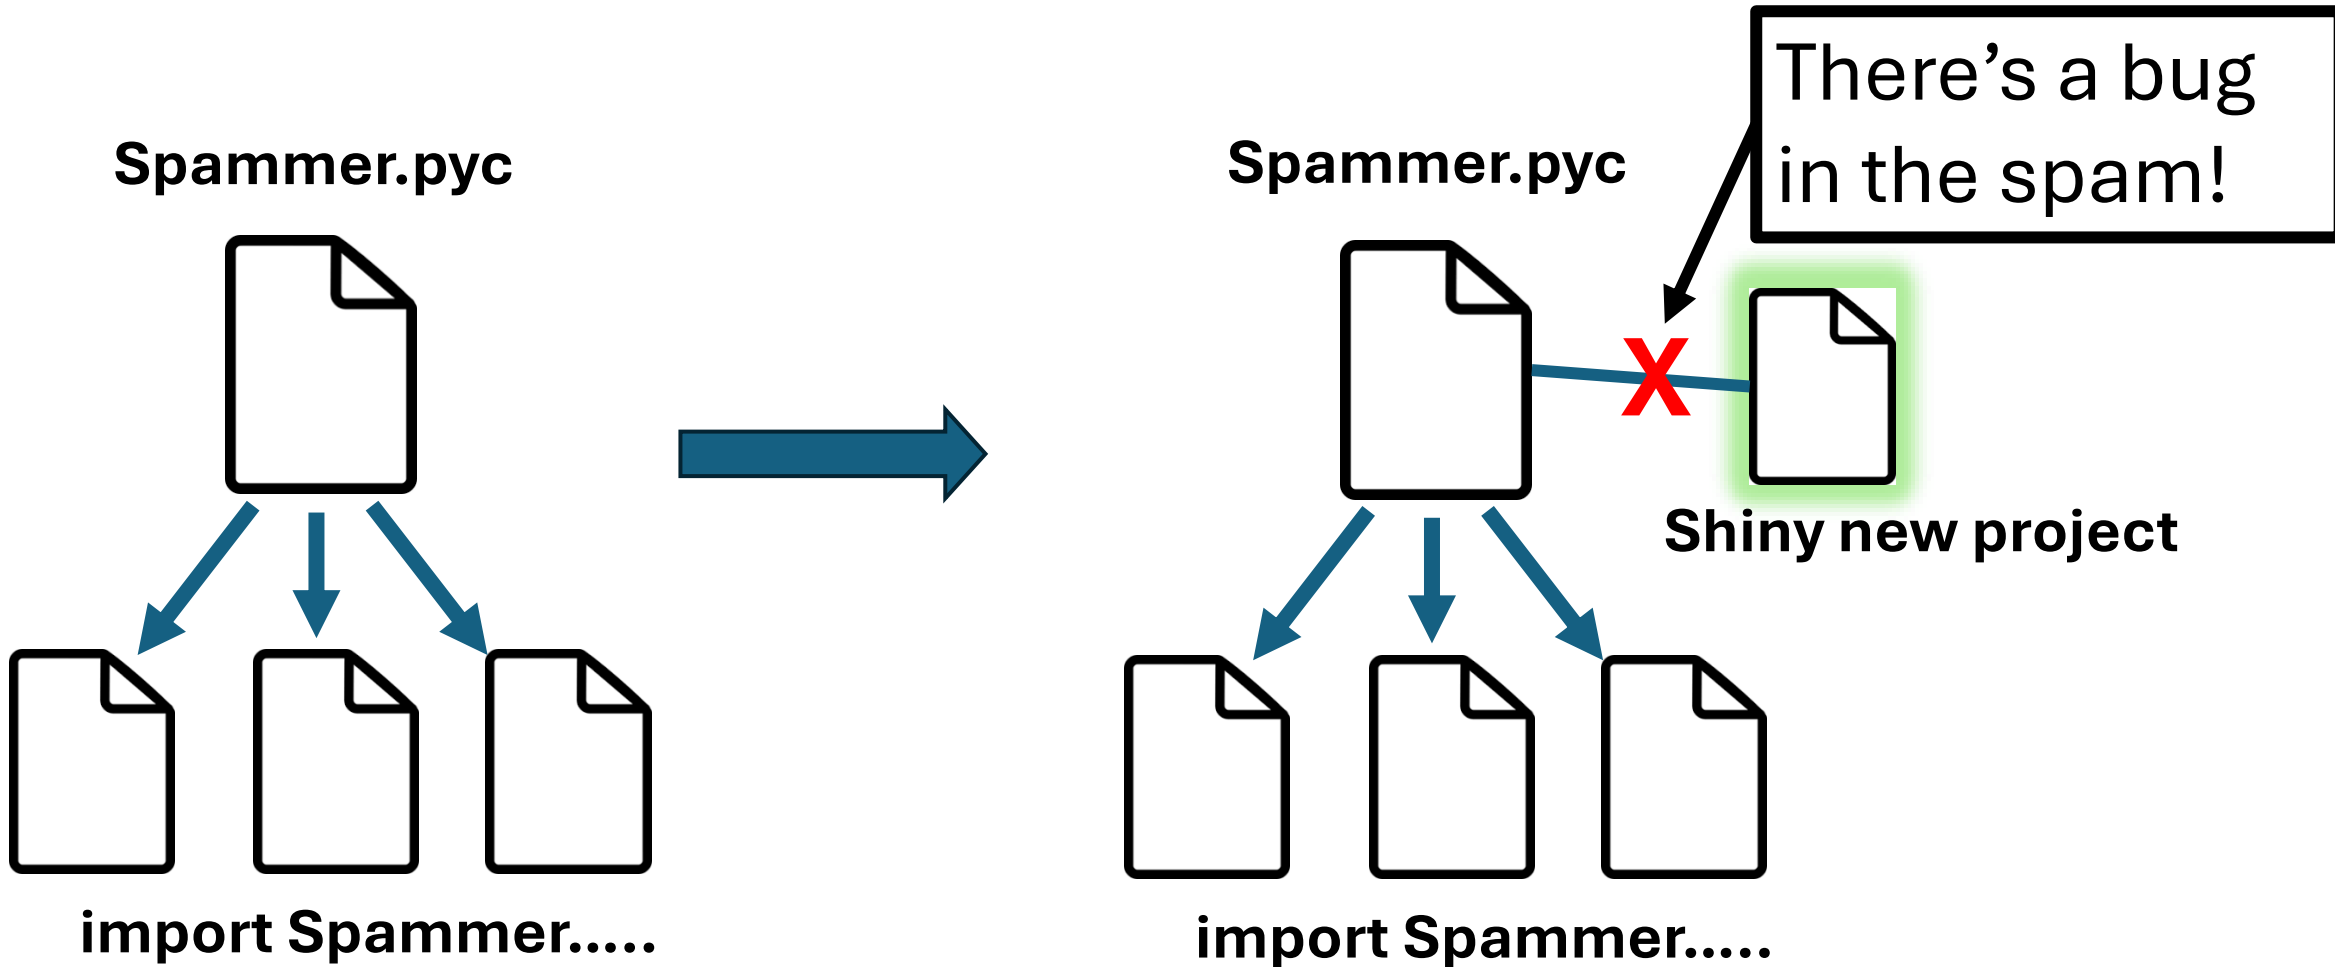 Spammer.pyc
import Spammer.....
Spammer.pyc
There’s a bug
in the spam!
X
Shiny new project
import Spammer.....